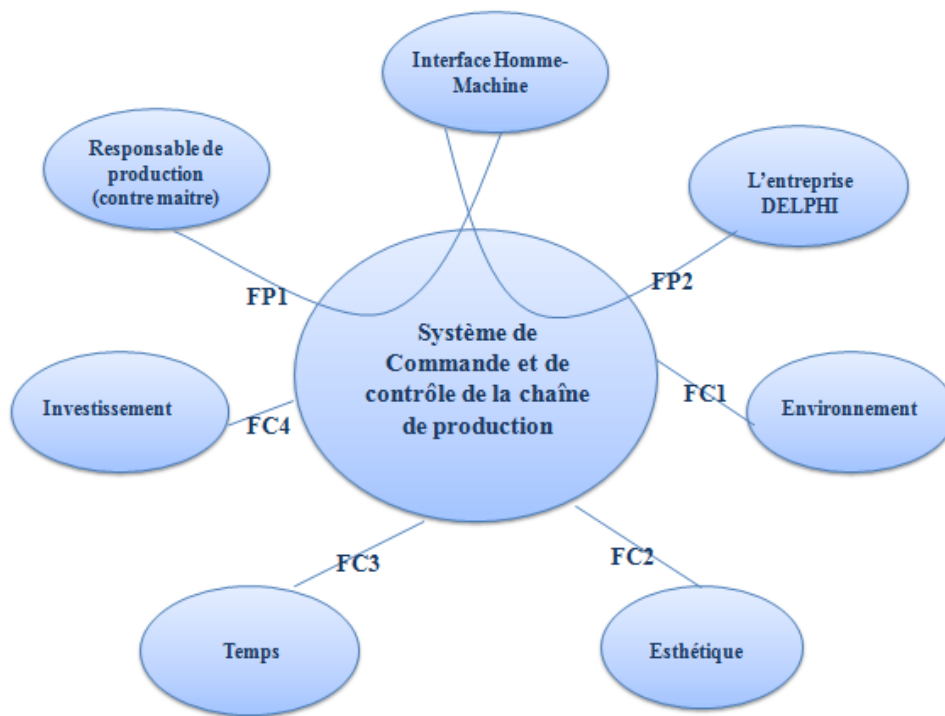 Interface Homme-
Machine
Responsable de
production
(contre maitre)
L’entreprise
DELPHI
FP1
FP2
Système de
Commande et de
contrôle de la chaîne
de production
Investissement
FC4
FC1
Environnement
FC3
FC2
Temps
Esthétique